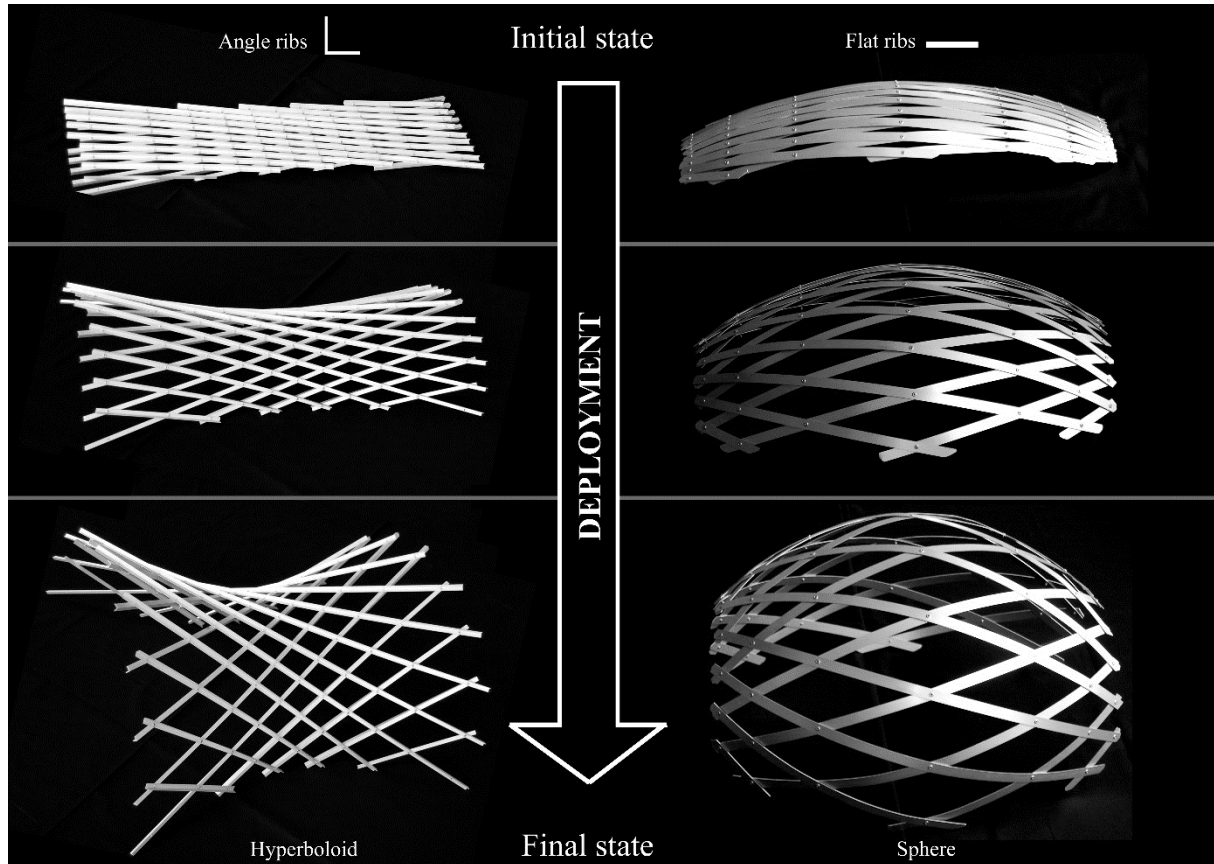 Angle ribs
Initial state
Flat ribs
DEPLOYMENT
Hyperboloid
Final state
Sphere